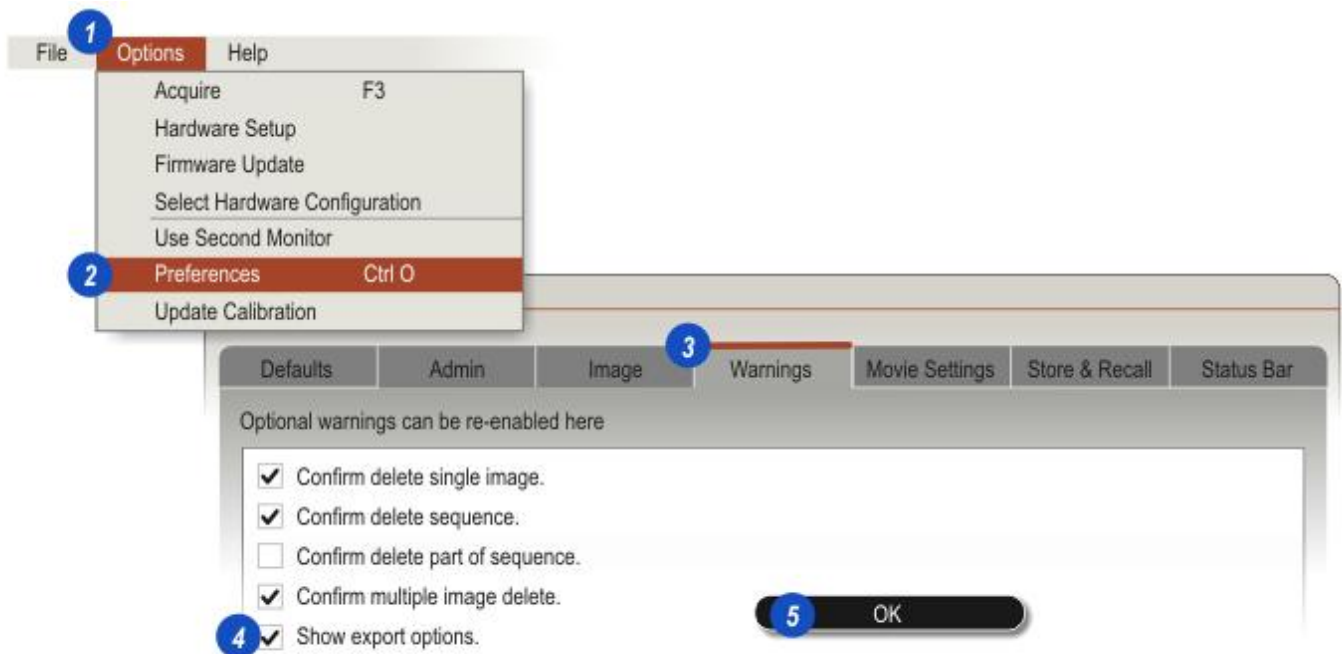 1
File Options Help
Acquire F3
Hardware Setup
Firmware Update
Select Hardware Configuration
Use Second Monitor
2 Preferences Ctrl O
Update Calibration
3
Defaults Admin Image Warnings Movie Settings Store & Recall Status Bar
Optional warnings can be re-enabled here
Confirm delete single image.
Confirm delete sequence.
Confirm delete part of sequence.
Confirm multiple image delete.
5 OK
4 Show export options.